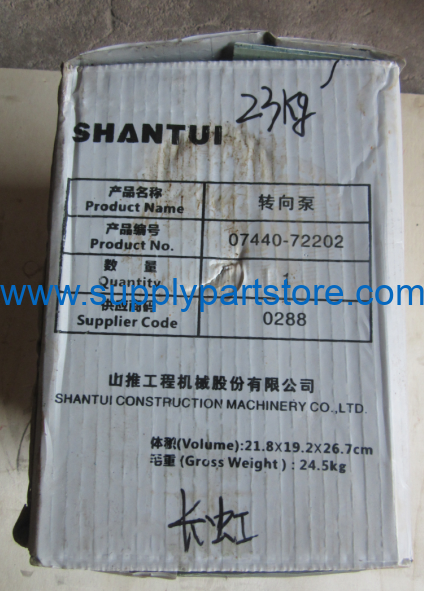 23Kg
SHANTUI
产品名称 转向泵
Product Name
产品编号 07440-72202
Product No.
数 量 1
Quantity
www.supplypartstore.com
供应商码 0288
Supplier Code
山推工程机械股份有限公司
SHANTUI CONSTRUCTION MACHINERY CO.,LTD.
体积(Volume):21.8X19.2X26.7cm
毛重(Gross Weight):24.5kg
长虹